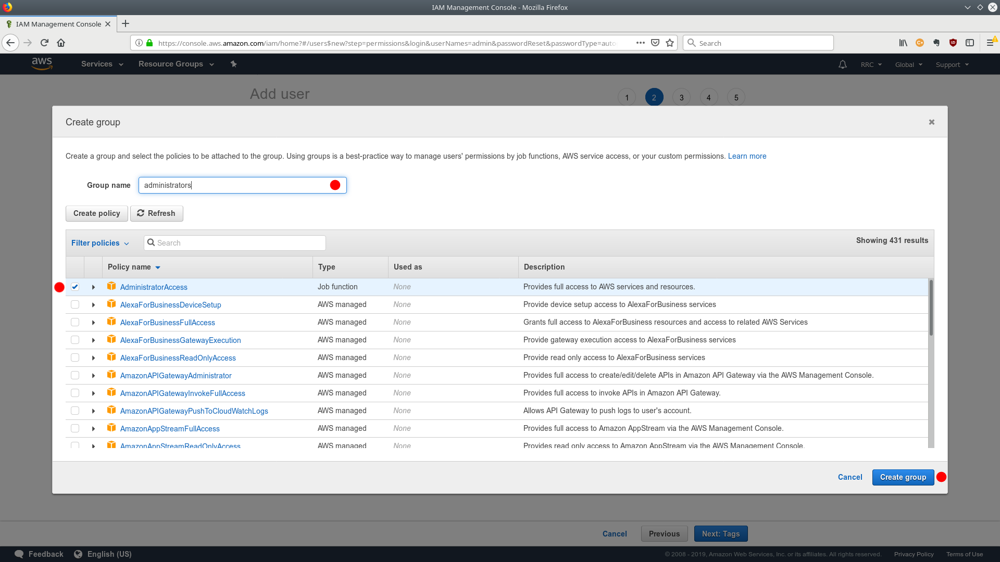 IAM Management Console - Mozilla Firefox
IAM Management Console
https://console.aws.amazon.com/iam/home?#/users$new?step=permissions&login&userNames=admin&passwordReset&passwordType=auto
Search
aws Services Resource Groups RRC Global Support
Add user 1 2 3 4 5
Create group
Create a group and select the policies to be attached to the group. Using groups is a best-practice way to manage users' permissions by job functions, AWS service access, or your custom permissions. Learn more
Group name administrators
Create policy Refresh
Filter policies Search Showing 431 results
Policy name Type Used as Description
AdministratorAccess Job function None Provides full access to AWS services and resources.
AlexaForBusinessDeviceSetup AWS managed None Provide device setup access to AlexaForBusiness services
AlexaForBusinessFullAccess AWS managed None Grants full access to AlexaForBusiness resources and access to related AWS Services
AlexaForBusinessGatewayExecution AWS managed None Provide gateway execution access to AlexaForBusiness services
AlexaForBusinessReadOnlyAccess AWS managed None Provide read only access to AlexaForBusiness services
AmazonAPIGatewayAdministrator AWS managed None Provides full access to create/edit/delete APIs in Amazon API Gateway via the AWS Management Console.
AmazonAPIGatewayInvokeFullAccess AWS managed None Provides full access to invoke APIs in Amazon API Gateway.
AmazonAPIGatewayPushToCloudWatchLogs AWS managed None Allows API Gateway to push logs to user's account.
AmazonAppStreamFullAccess AWS managed None Provides full access to Amazon AppStream via the AWS Management Console.
AmazonAppStreamReadOnlyAccess AWS managed None Provides read only access to Amazon AppStream via the AWS Management Console.
Cancel Create group
Cancel Previous Next: Tags
Feedback English (US) © 2008 - 2019, Amazon Web Services, Inc. or its affiliates. All rights reserved. Privacy Policy Terms of Use